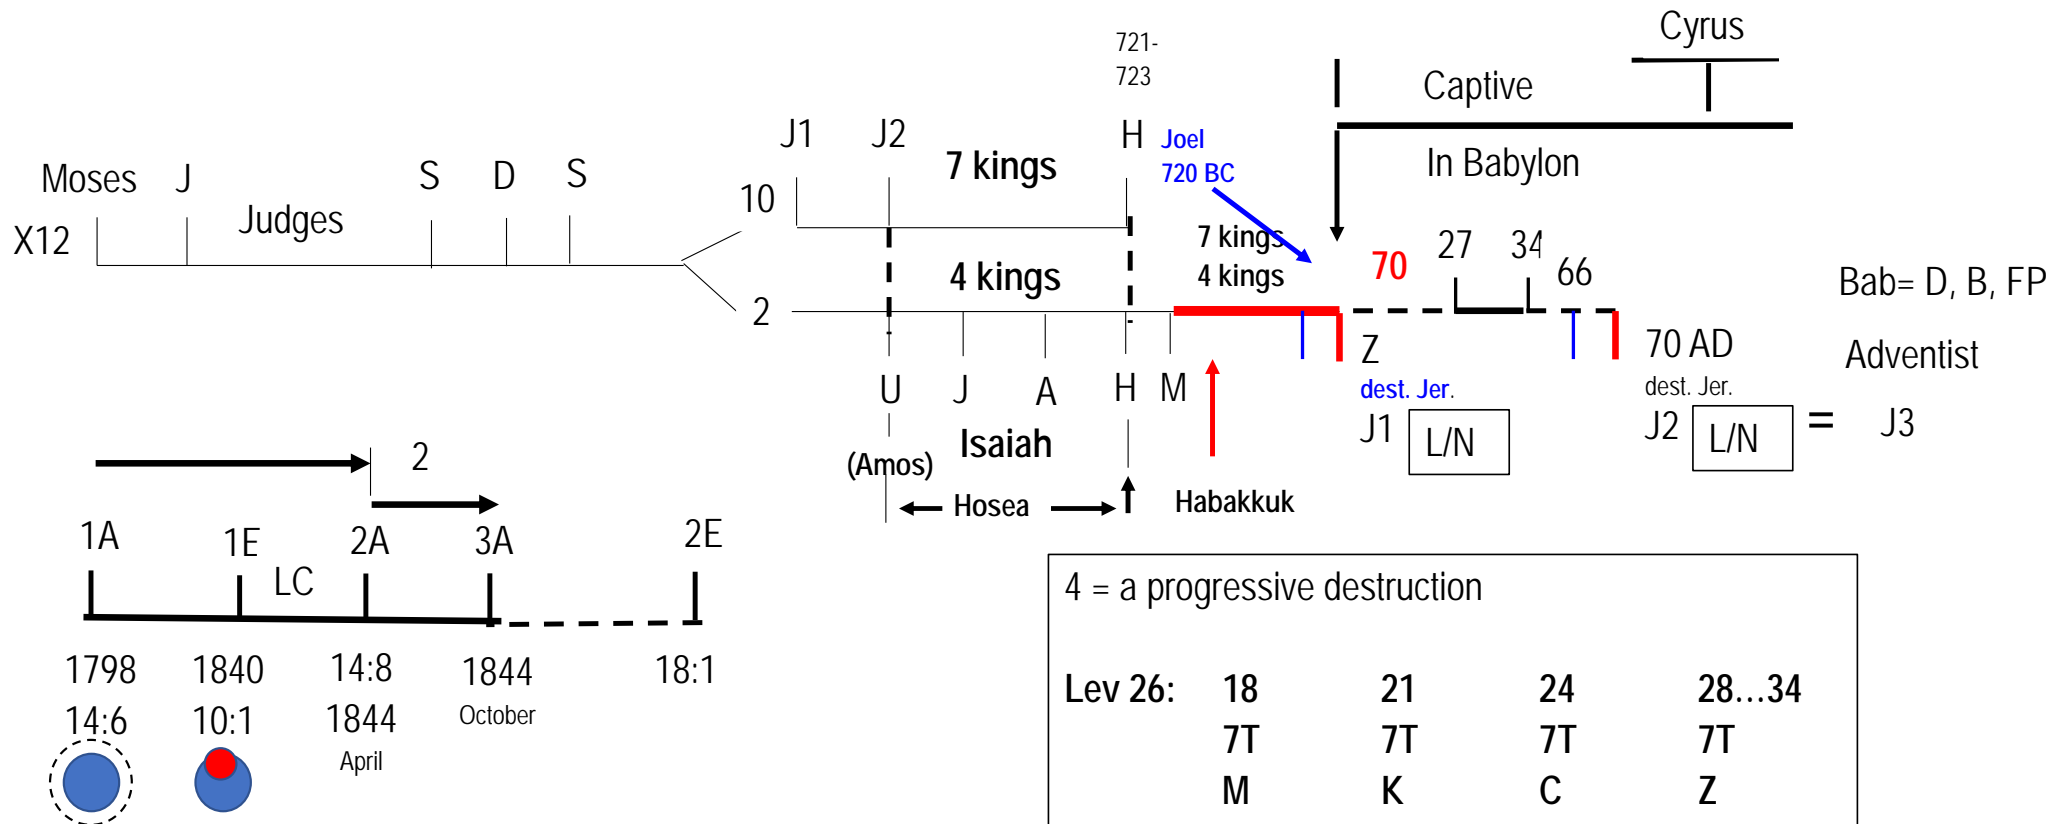 Moses
J
Judges
S
D
S
X12
10
2
J1
J2
7 kings
721-
723
H
Joel
720 BC
4 kings
7 kings
4 kings
Cyrus
Captive
In Babylon
70
27
34
66
Bab= D, B, FP
Adventist
U
J
A
H
M
(Amos)
Isaiah
Hosea
Habakkuk
Z
dest. Jer.
J1
L/N
70 AD
dest. Jer.
J2
L/N
=
J3
2
1A
1E
LC
2A
3A
2E
1798
1840
14:8
1844
18:1
14:6
10:1
1844
October
April
4 = a progressive destruction
Lev 26: 18 21 24 28…34
7T 7T 7T 7T
M K C Z